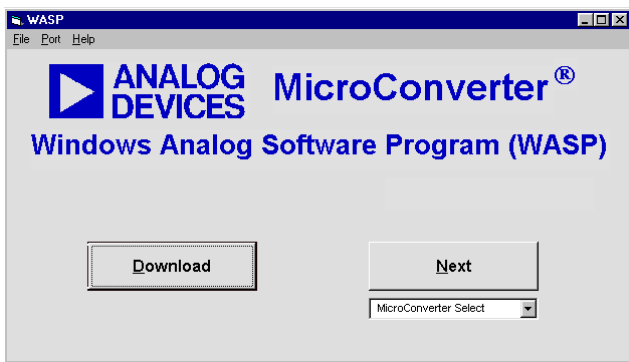 WASP
File Port Help
ANALOG
DEVICES
MicroConverter®
Windows Analog Software Program (WASP)
Download
Next
MicroConverter Select